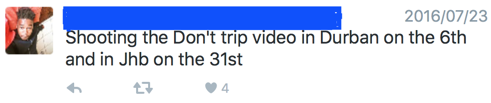 2016/07/23
Shooting the Don't trip video in Durban on the 6th
and in Jhb on the 31st
4